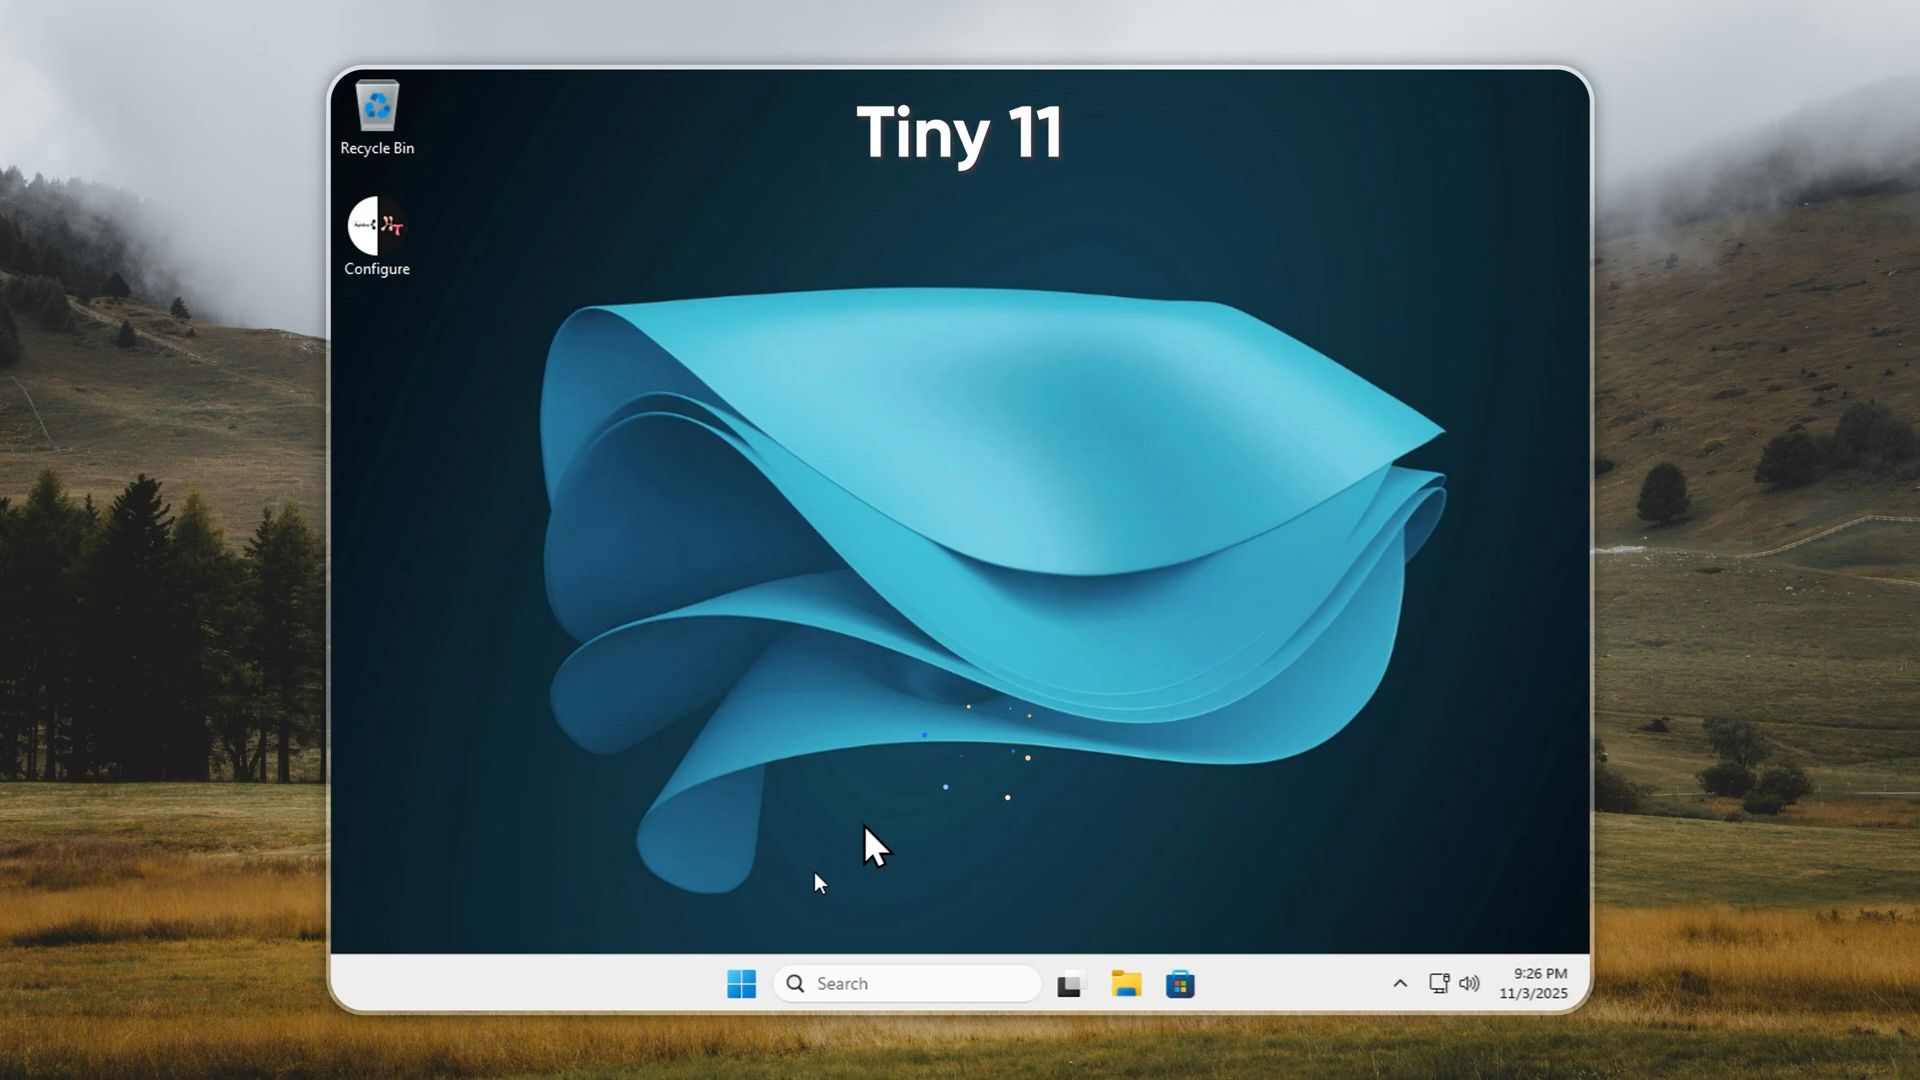 Tiny 11
Recycle Bin
Configure
Search
9:26 PM
11/3/2025